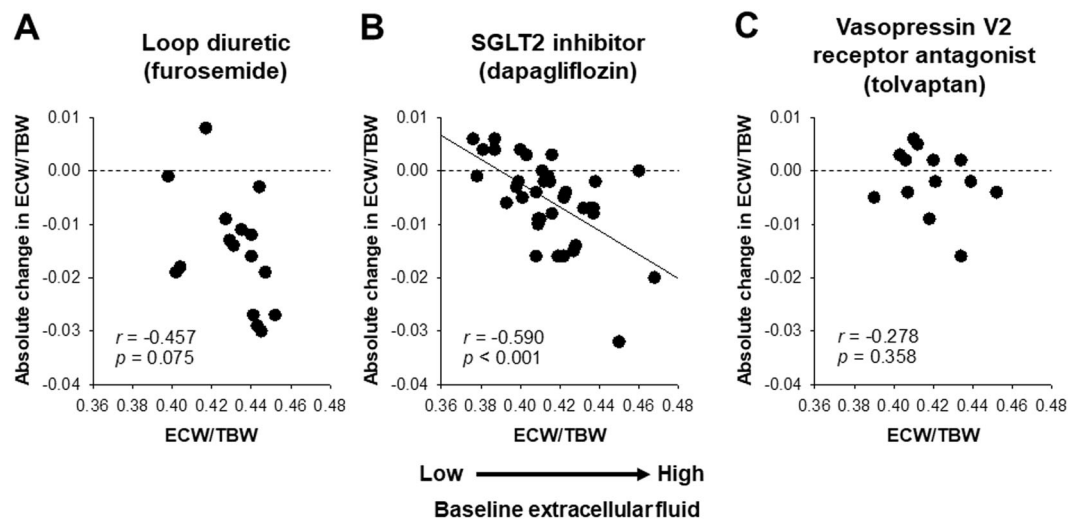 A
Loop diuretic
(furosemide)
Absolute change in ECW/TBW
0.01
0.00
-0.01
-0.02
-0.03
-0.04
r = -0.457
p = 0.075
0.36 0.38 0.40 0.42 0.44 0.46 0.48
ECW/TBW
B
SGLT2 inhibitor
(dapagliflozin)
Absolute change in ECW/TBW
0.01
0.00
-0.01
-0.02
-0.03
-0.04
r = -0.590
p < 0.001
0.36 0.38 0.40 0.42 0.44 0.46 0.48
ECW/TBW
C
Vasopressin V2
receptor antagonist
(tolvaptan)
Absolute change in ECW/TBW
0.01
0.00
-0.01
-0.02
-0.03
-0.04
r = -0.278
p = 0.358
0.36 0.38 0.40 0.42 0.44 0.46 0.48
ECW/TBW
Low High
Baseline extracellular fluid